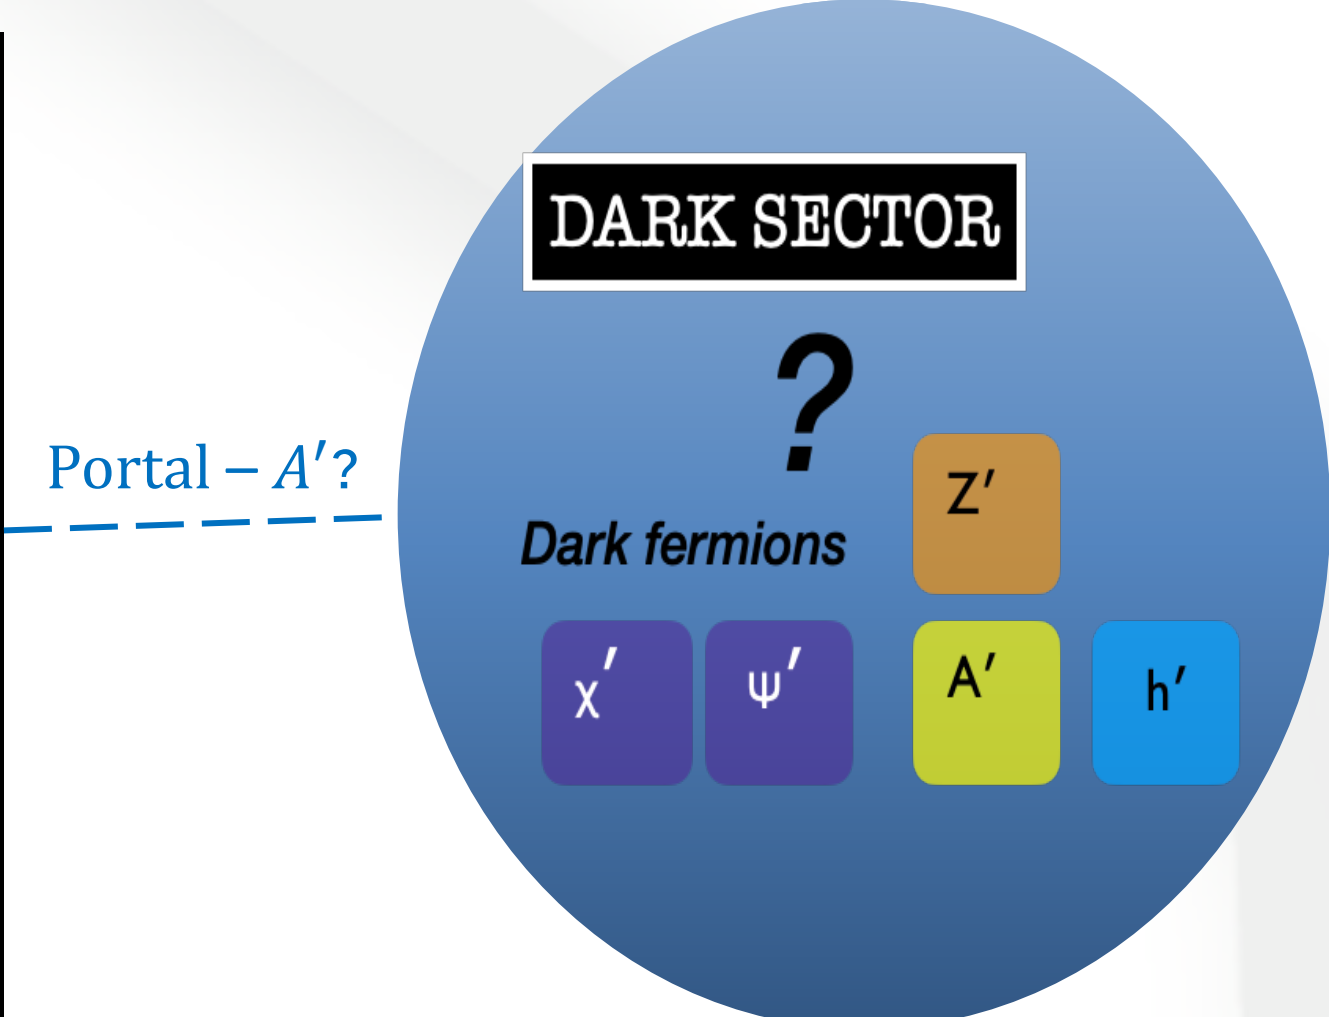 DARK SECTOR
?
Portal – A′?
Z′
Dark fermions
χ′ ψ′ A′ h′